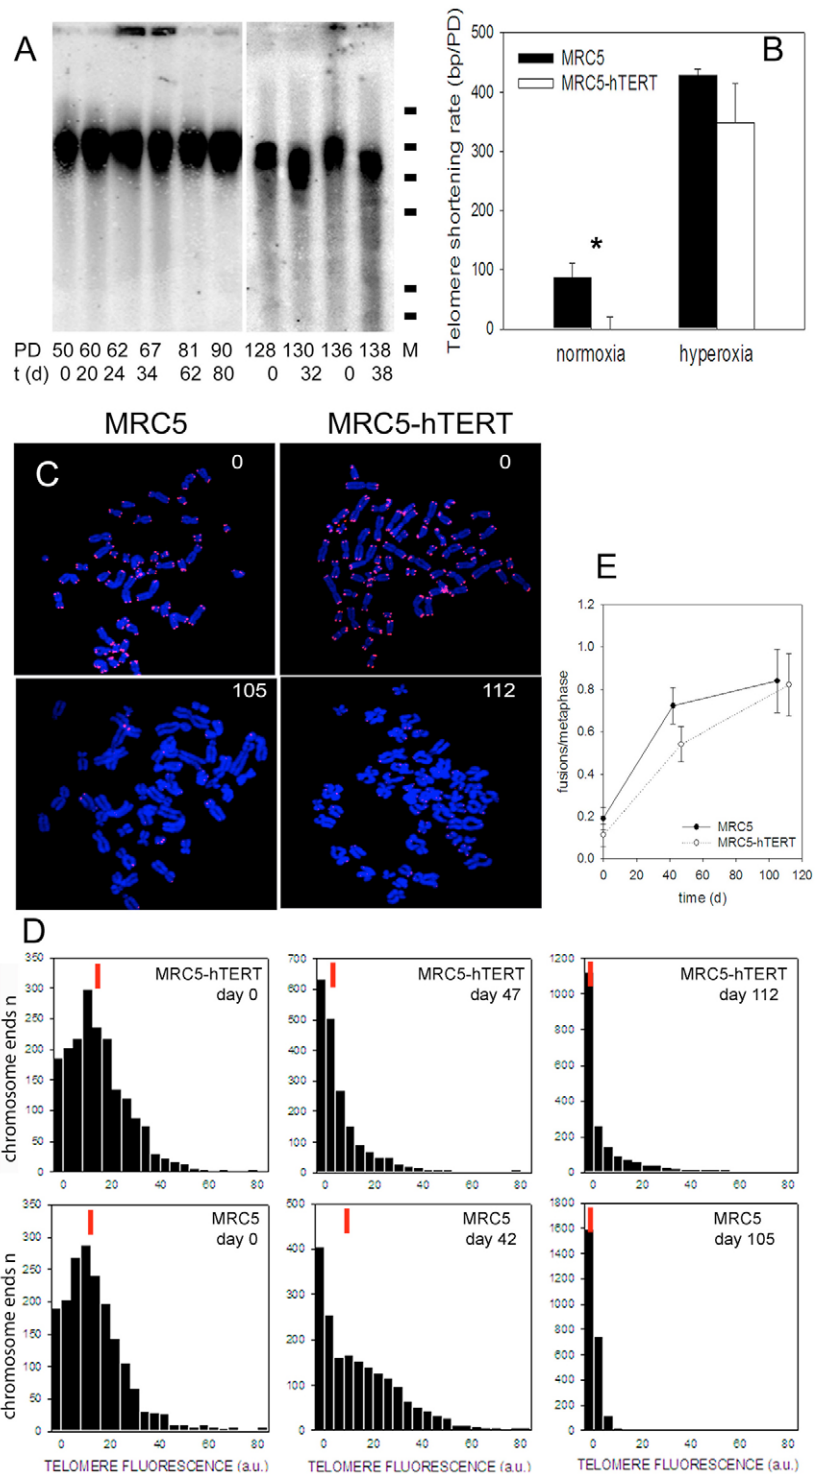 A
PD 50 60 62 67 81 90 128 130 136 138 M
t (d) 0 20 24 34 62 80 0 32 0 38
B
Telomere shortening rate (bp/PD)
500
400
300
200
100
0
MRC5
MRC5-hTERT
*
normoxia hyperoxia
MRC5 MRC5-hTERT
C
0
0
105
112
E
fusions/metaphase
1.2
1.0
0.8
0.6
0.4
0.2
0.0
MRC5
MRC5-hTERT
0 20 40 60 80 100 120
time (d)
D
chromosome ends n
350
300
250
200
150
100
50
0
MRC5-hTERT
day 0
0 20 40 60 80
700
600
500
400
300
200
100
0
MRC5-hTERT
day 47
0 20 40 60 80
1200
1000
800
600
400
200
0
MRC5-hTERT
day 112
0 20 40 60 80
chromosome ends n
350
300
250
200
150
100
50
0
MRC5
day 0
0 20 40 60 80
TELOMERE FLUORESCENCE (a.u.)
500
400
300
200
100
0
MRC5
day 42
0 20 40 60 80
TELOMERE FLUORESCENCE (a.u.)
1800
1600
1400
1200
1000
800
600
400
200
0
MRC5
day 105
0 20 40 60 80
TELOMERE FLUORESCENCE (a.u.)